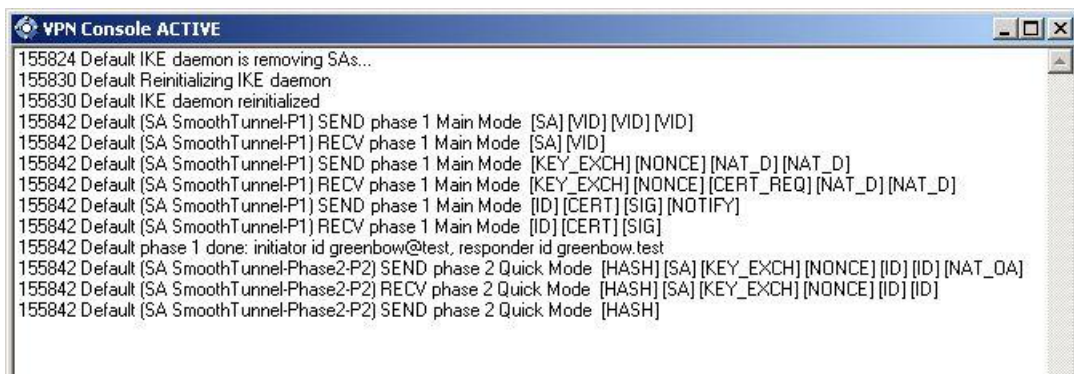 VPN Console ACTIVE
155824 Default IKE daemon is removing SAs...
155830 Default Reinitializing IKE daemon
155830 Default IKE daemon reinitialized
155842 Default (SA SmoothTunnel-P1) SEND phase 1 Main Mode [SA] [VID] [VID] [VID]
155842 Default (SA SmoothTunnel-P1) RECV phase 1 Main Mode [SA] [VID]
155842 Default (SA SmoothTunnel-P1) SEND phase 1 Main Mode [KEY_EXCH] [NONCE] [NAT_D] [NAT_D]
155842 Default (SA SmoothTunnel-P1) RECV phase 1 Main Mode [KEY_EXCH] [NONCE] [CERT_REQ] [NAT_D] [NAT_D]
155842 Default (SA SmoothTunnel-P1) SEND phase 1 Main Mode [ID] [CERT] [SIG] [NOTIFY]
155842 Default (SA SmoothTunnel-P1) RECV phase 1 Main Mode [ID] [CERT] [SIG]
155842 Default phase 1 done: initiator id greenbow@test, responder id greenbow.test
155842 Default (SA SmoothTunnel-Phase2-P2) SEND phase 2 Quick Mode [HASH] [SA] [KEY_EXCH] [NONCE] [ID] [ID] [NAT_OA]
155842 Default (SA SmoothTunnel-Phase2-P2) RECV phase 2 Quick Mode [HASH] [SA] [KEY_EXCH] [NONCE] [ID] [ID]
155842 Default (SA SmoothTunnel-Phase2-P2) SEND phase 2 Quick Mode [HASH]